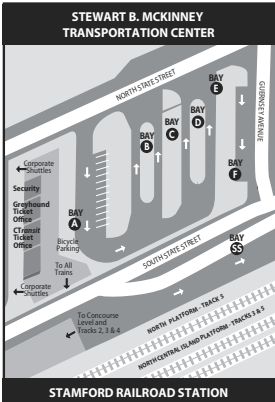 STEWART B. MCKINNEY
TRANSPORTATION CENTER
NORTH STATE STREET
GUERNSEY AVENUE
BAY
E
BAY
D
BAY
C
BAY
B
BAY
F
Corporate
Shuttles
Security
Greyhound
Ticket
Office
CTransit
Ticket
Office
BAY
A
Bicycle
Parking
To All
Trains
Corporate
Shuttles
SOUTH STATE STREET
BAY
SS
To Concourse
Level and
Tracks 2, 3 & 4
NORTH PLATFORM - TRACK 5
NORTH CENTRAL ISLAND PLATFORM - TRACKS 3 & 5
STAMFORD RAILROAD STATION